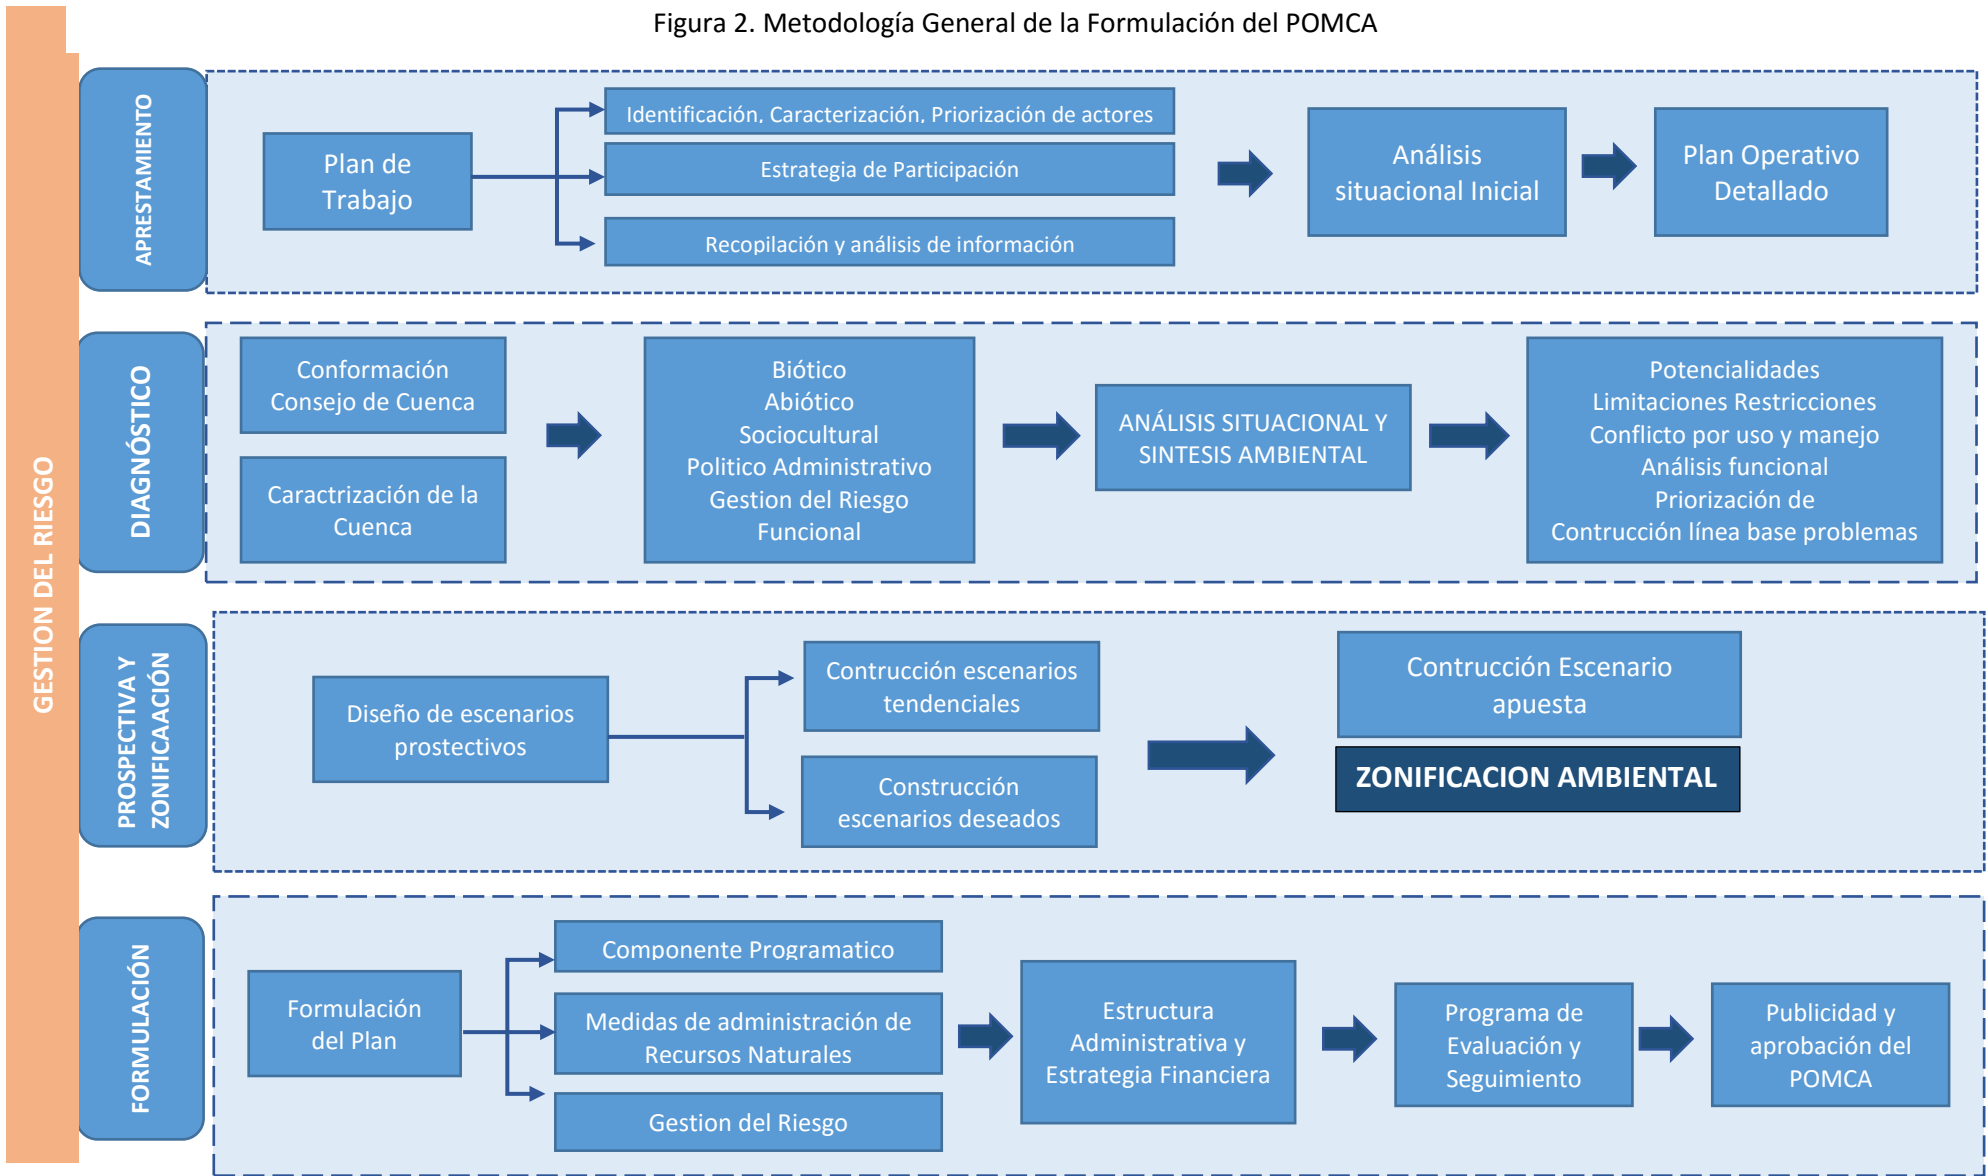 Figura 2. Metodología General de la Formulación del POMCA
GESTION DEL RIESGO
APRESTAMIENTO
Plan de
Trabajo
Identificación, Caracterización, Priorización de actores
Estrategia de Participación
Recopilación y análisis de información
Análisis
situacional Inicial
Plan Operativo
Detallado
DIAGNÓSTICO
Conformación
Consejo de Cuenca
Caractrización de la
Cuenca
Biótico
Abiótico
Sociocultural
Politico Administrativo
Gestion del Riesgo
Funcional
ANÁLISIS SITUACIONAL Y
SINTESIS AMBIENTAL
Potencialidades
Limitaciones Restricciones
Conflicto por uso y manejo
Análisis funcional
Priorización de
Contrucción línea base problemas
PROSPECTIVA Y
ZONIFICAACIÓN
Diseño de escenarios
prostectivos
Contrucción escenarios
tendenciales
Construcción
escenarios deseados
Contrucción Escenario
apuesta
ZONIFICACION AMBIENTAL
FORMULACIÓN
Formulación
del Plan
Componente Programatico
Medidas de administración de
Recursos Naturales
Gestion del Riesgo
Estructura
Administrativa y
Estrategia Financiera
Programa de
Evaluación y
Seguimiento
Publicidad y
aprobación del
POMCA